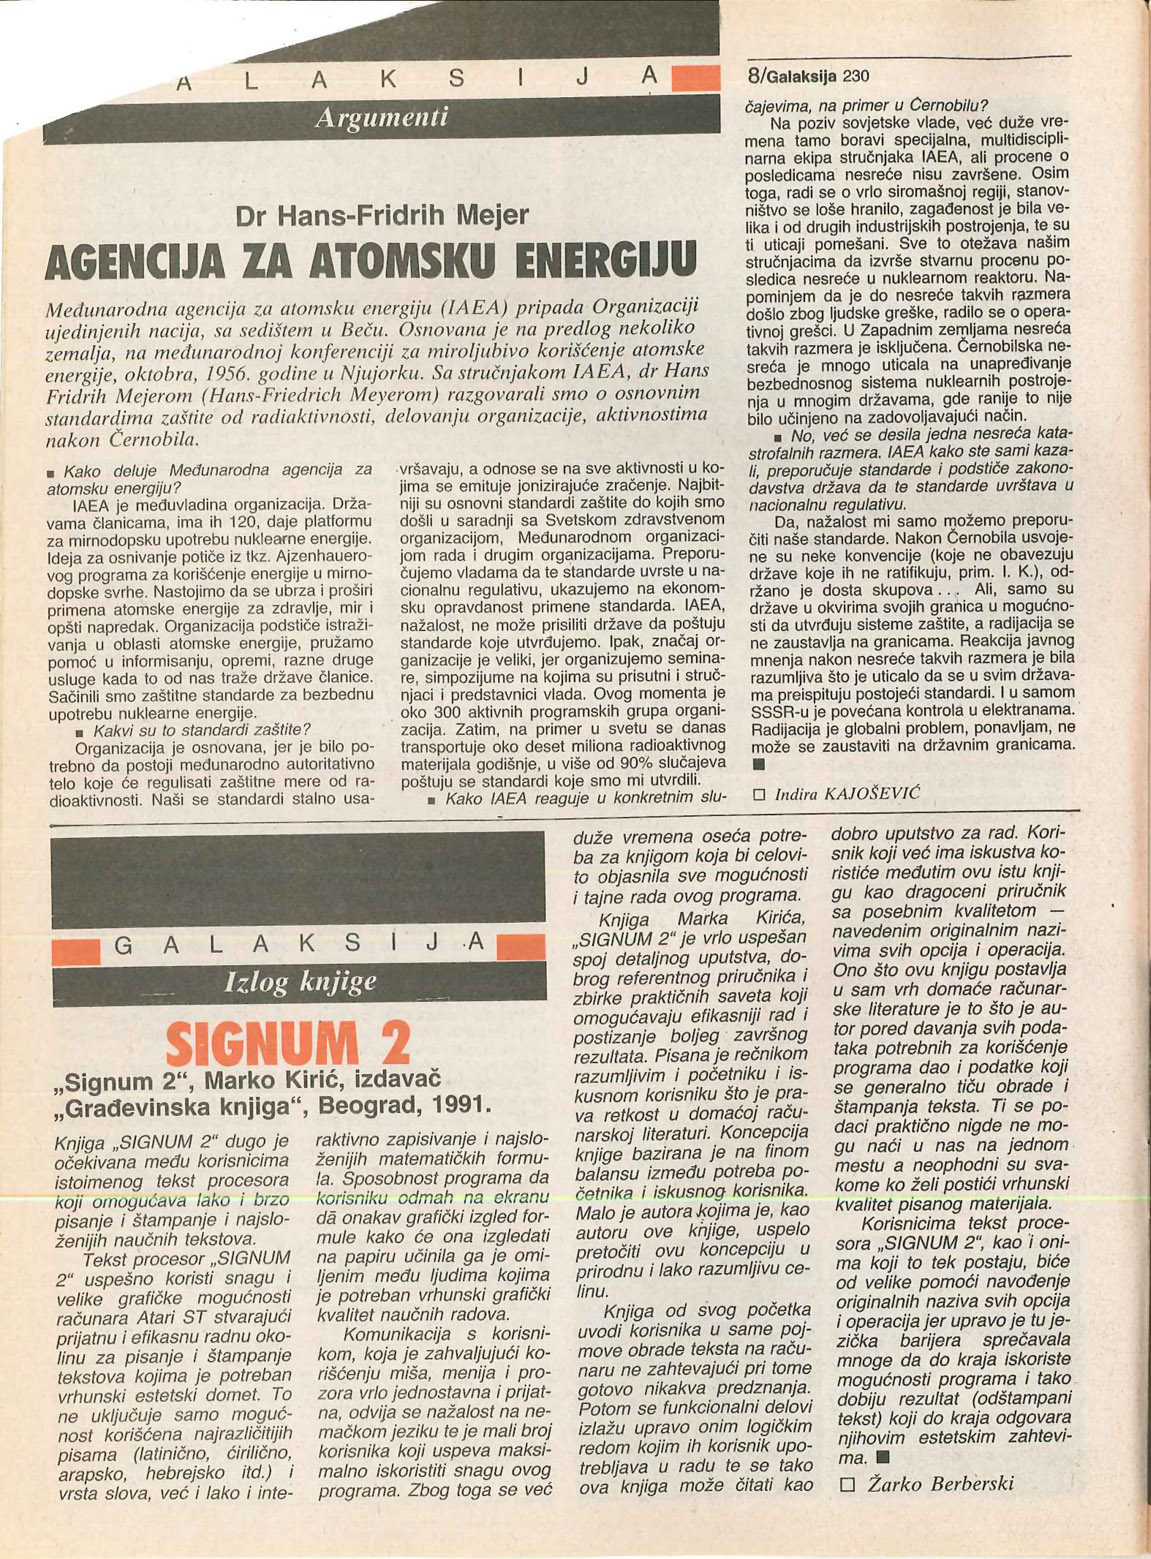 A L A K S I J A
Argumenti
Dr Hans-Fridrih Mejer
AGENCIJA ZA ATOMSKU ENERGIJU
Međunarodna agencija za atomsku energiju (IAEA) pripada Organizaciji
ujedinjenih nacija, sa sedištem u Beču. Osnovana je na predlog nekoliko
zemalja, na međunarodnoj konferenciji za miroljubivo korišćenje atomske
energije, oktobra, 1956. godine u Njujorku. Sa stručnjakom IAEA, dr Hans
Fridrih Mejerom (Hans-Friedrich Meyerom) razgovarali smo o osnovnim
standardima zaštite od radiaktivnosti, delovanju organizacije, aktivnostima
nakon Černobila.
■ Kako deluje Međunarodna agencija za
atomsku energiju?
IAEA je međuvladina organizacija. Drža-
vama članicama, ima ih 120, daje platformu
za mirnodopsku upotrebu nuklearne energije.
Ideja za osnivanje potiče iz tkz. Ajzenhauero-
vog programa za korišćenje energije u mirno-
dopske svrhe. Nastojimo da se ubrza i proširi
primena atomske energije za zdravlje, mir i
opšti napredak. Organizacija podstiče istraži-
vanja u oblasti atomske energije, pružamo
pomoć u informisanju, opremi, razne druge
usluge kada to od nas traže države članice.
Sačinili smo zaštitne standarde za bezbednu
upotrebu nuklearne energije.
■ Kakvi su to standardi zaštite?
Organizacija je osnovana, jer je bilo po-
trebno da postoji međunarodno autoritativno
telo koje će regulisati zaštitne mere od ra-
dioaktivnosti. Naši se standardi stalno usa-
vršavaju, a odnose se na sve aktivnosti u ko-
jima se emituje jonizirajuće zračenje. Najbit-
niji su osnovni standardi zaštite do kojih smo
došli u saradnji sa Svetskom zdravstvenom
organizacijom, Međunarodnom organizaci-
jom rada i drugim organizacijama. Preporu-
čujemo vladama da te standarde uvrste u na-
cionalnu regulativu, ukazujemo na ekonom-
sku opravdanost primene standarda. IAEA,
nažalost, ne može prisiliti države da poštuju
standarde koje utvrđujemo. Ipak, značaj or-
ganizacije je veliki, jer organizujemo semina-
re, simpozijume na kojima su prisutni i struč-
njaci i predstavnici vlada. Ovog momenta je
oko 300 aktivnih programskih grupa organi-
zacija. Zatim, na primer u svetu se danas
transportuje oko deset miliona radioaktivnog
materijala godišnje, u više od 90% slučajeva
poštuju se standardi koje smo mi utvrdili.
■ Kako IAEA reaguje u konkretnim slu-
8/Galaksija 230
čajevima, na primer u Černobilu?
Na poziv sovjetske vlade, već duže vre-
mena tamo boravi specijalna, multidiscipli-
narna ekipa stručnjaka IAEA, ali procene o
posledicama nesreće nisu završene. Osim
toga, radi se o vrlo siromašnoj regiji, stanov-
ništvo se loše hranilo, zagađenost je bila ve-
lika i od drugih industrijskih postrojenja, te su
ti uticaji pomešani. Sve to otežava našim
stručnjacima da izvrše stvarnu procenu po-
sledica nesreće u nuklearnom reaktoru. Na-
pominjem da je do nesreće takvih razmera
došlo zbog ljudske greške, radilo se o opera-
tivnoj grešci. U Zapadnim zemljama nesreća
takvih razmera je isključena. Černobilska ne-
sreća je mnogo uticala na unapređivanje
bezbednosnog sistema nuklearnih postroje-
nja u mnogim državama, gde ranije to nije
bilo učinjeno na zadovoljavajući način.
■ No, već se desila jedna nesreća kata-
strofalnih razmera. IAEA kako ste sami kaza-
li, preporučuje standarde i podstiče zakono-
davstva država da te standarde uvrštava u
nacionalnu regulativu.
Da, nažalost mi samo možemo preporu-
čiti naše standarde. Nakon Černobila usvoje-
ne su neke konvencije (koje ne obavezuju
države koje ih ne ratifikuju, prim. I. K.), od-
ržano je dosta skupova... Ali, samo su
države u okvirima svojih granica u mogućno-
sti da utvrđuju sisteme zaštite, a radijacija se
ne zaustavlja na granicama. Reakcija javnog
mnenja nakon nesreće takvih razmera je bila
razumljiva što je uticalo da se u svim država-
ma preispituju postojeći standardi. I u samom
SSSR-u je povećana kontrola u elektranama.
Radijacija je globalni problem, ponavljam, ne
može se zaustaviti na državnim granicama.
■
□ Indira KAJOŠEVIĆ
G A L A K S I J A
Izlog knjige
SIGNUM 2
„Signum 2“, Marko Kirić, izdavač
„Građevinska knjiga“, Beograd, 1991.
Knjiga „SIGNUM 2“ dugo je
očekivana među korisnicima
istoimenog tekst procesora
koji omogućava lako i brzo
pisanje i štampanje i najslo-
ženijih naučnih tekstova.
Tekst procesor „SIGNUM
2“ uspešno koristi snagu i
velike grafičke mogućnosti
računara Atari ST stvarajući
prijatnu i efikasnu radnu oko-
linu za pisanje i štampanje
tekstova kojima je potreban
vrhunski estetski domet. To
ne uključuje samo moguć-
nost korišćena najrazličitijih
pisama (latinično, ćirilično,
arapsko, hebrejsko itd.) i
vrsta slova, već i lako i inte-
raktivno zapisivanje i najslo-
ženijih matematičkih formu-
la. Sposobnost programa da
korisniku odmah na ekranu
dā onakav grafički izgled for-
mule kako će ona izgledati
na papiru učinila ga je omi-
ljenim među ljudima kojima
je potreban vrhunski grafički
kvalitet naučnih radova.
Komunikacija s korisni-
kom, koja je zahvaljujući ko-
rišćenju miša, menija i pro-
zora vrlo jednostavna i prijat-
na, odvija se nažalost na ne-
mačkom jeziku te je mali broj
korisnika koji uspeva maksi-
malno iskoristiti snagu ovog
programa. Zbog toga se već
duže vremena oseća potre-
ba za knjigom koja bi celovi-
to objasnila sve mogućnosti
i tajne rada ovog programa.
Knjiga Marka Kirića,
„SIGNUM 2“ je vrlo uspešan
spoj detaljnog uputstva, do-
brog referentnog priručnika i
zbirke praktičnih saveta koji
omogućavaju efikasniji rad i
postizanje boljeg završnog
rezultata. Pisana je rečnikom
razumljivim i početniku i is-
kusnom korisniku što je pra-
va retkost u domaćoj raču-
narskoj literaturi. Koncepcija
knjige bazirana je na finom
balansu između potreba po-
četnika i iskusnog korisnika.
Malo je autora kojima je, kao
autoru ove knjige, uspelo
pretočiti ovu koncepciju u
prirodnu i lako razumljivu ce-
linu.
Knjiga od svog početka
uvodi korisnika u same poj-
move obrade teksta na raču-
naru ne zahtevajući pri tome
gotovo nikakva predznanja.
Potom se funkcionalni delovi
izlažu upravo onim logičkim
redom kojim ih korisnik upo-
trebljava u radu te se tako
ova knjiga može čitati kao
dobro uputstvo za rad. Kori-
snik koji već ima iskustva ko-
ristiće međutim ovu istu knji-
gu kao dragoceni priručnik
sa posebnim kvalitetom —
navedenim originalnim nazi-
vima svih opcija i operacija.
Ono što ovu knjigu postavlja
u sam vrh domaće računar-
ske literature je to što je au-
tor pored davanja svih poda-
taka potrebnih za korišćenje
programa dao i podatke koji
se generalno tiču obrade i
štampanja teksta. Ti se po-
daci praktično nigde ne mo-
gu naći u nas na jednom
mestu a neophodni su sva-
kome ko želi postići vrhunski
kvalitet pisanog materijala.
Korisnicima tekst proce-
sora „SIGNUM 2“, kao i oni-
ma koji to tek postaju, biće
od velike pomoći navođenje
originalnih naziva svih opcija
i operacija jer upravo je tu je-
zička barijera sprečavala
mnoge da do kraja iskoriste
mogućnosti programa i tako
dobiju rezultat (odštampani
tekst) koji do kraja odgovara
njihovim estetskim zahtevi-
ma. ■
□ Žarko Berberski